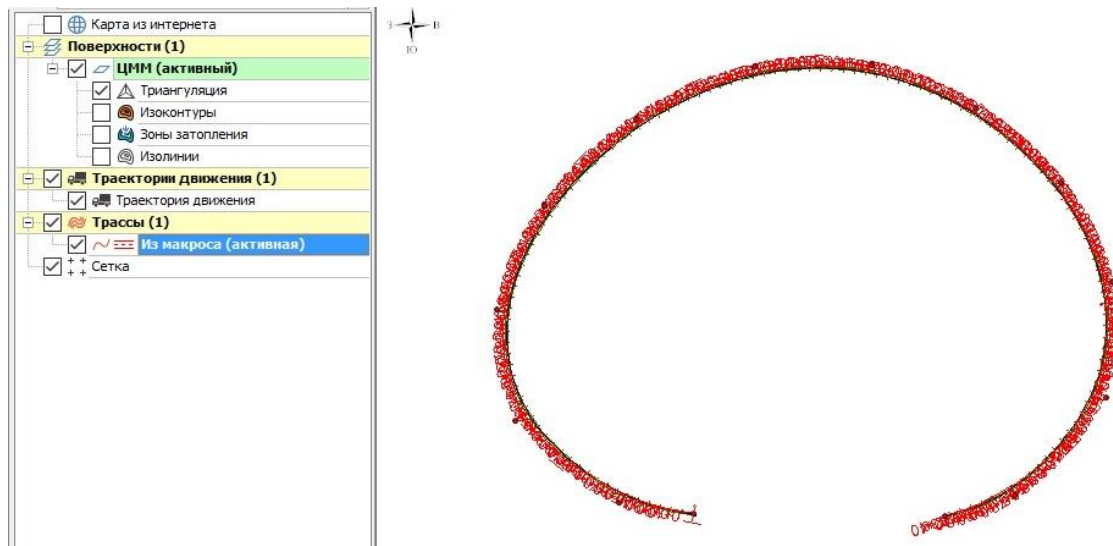 Карта из интернета
Поверхности (1)
ЦММ (активный)
Триангуляция
Изоконтуры
Зоны затопления
Изолинии
Траектории движения (1)
Траектория движения
Трассы (1)
Из макроса (активная)
Сетка
З В
Ю